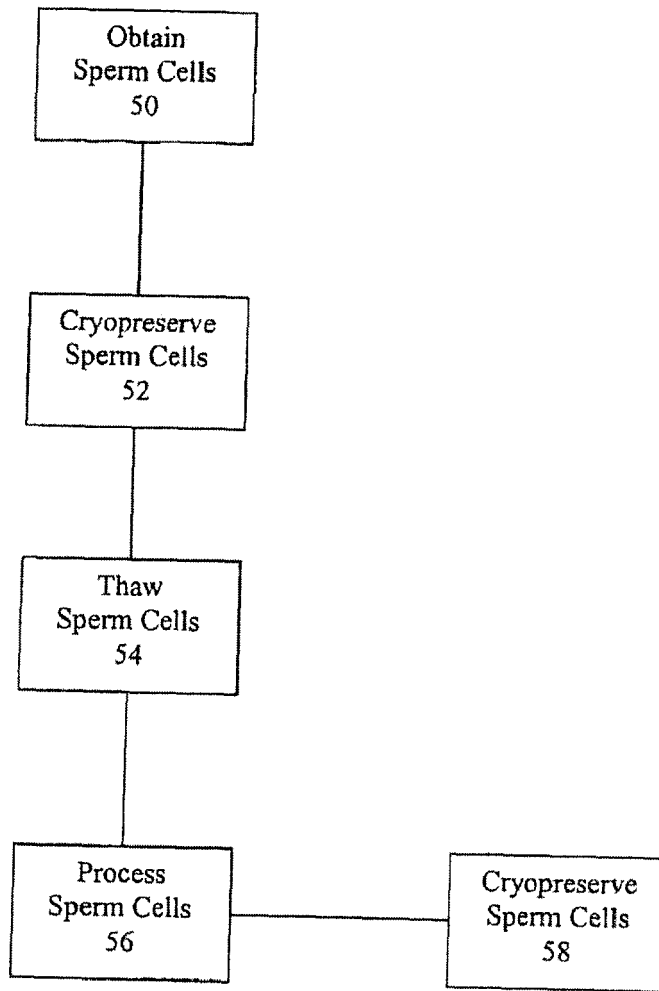 Obtain
Sperm Cells
50
Cryopreserve
Sperm Cells
52
Thaw
Sperm Cells
54
Process
Sperm Cells
56
Cryopreserve
Sperm Cells
58